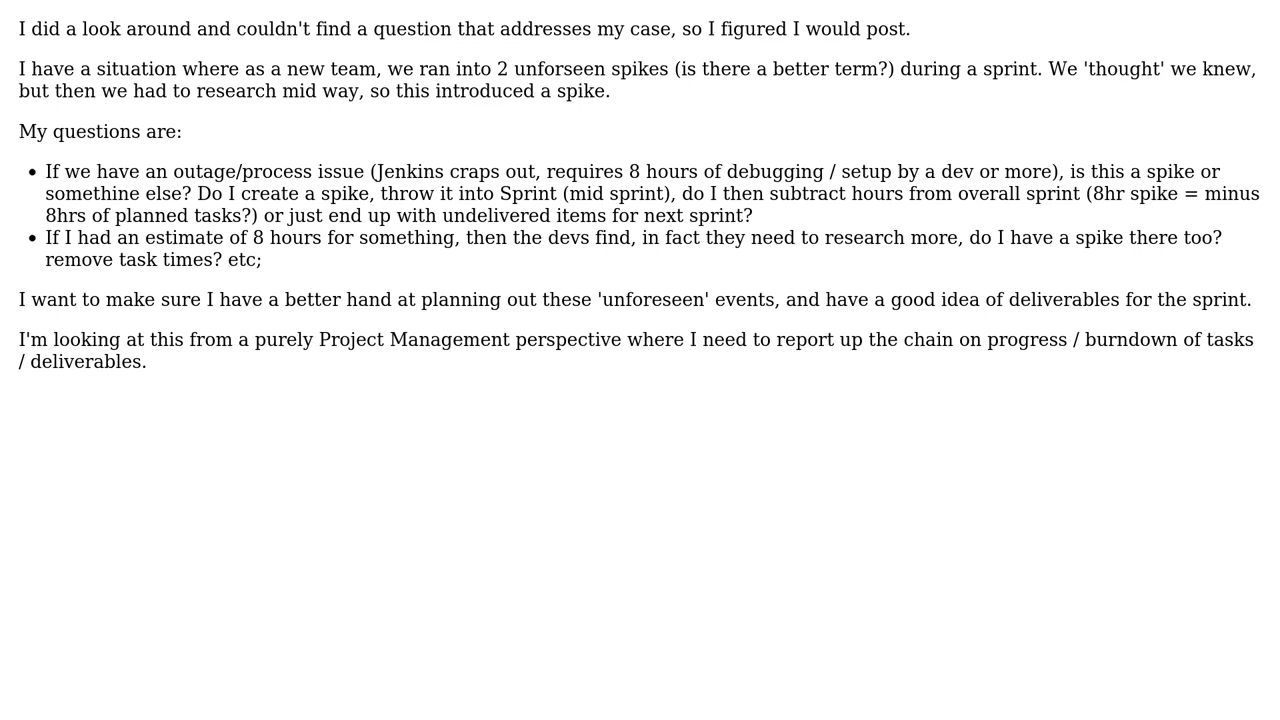 I did a look around and couldn't find a question that addresses my case, so I figured I would post.
I have a situation where as a new team, we ran into 2 unforseen spikes (is there a better term?) during a sprint. We 'thought' we knew,
but then we had to research mid way, so this introduced a spike.
My questions are:
• If we have an outage/process issue (Jenkins craps out, requires 8 hours of debugging / setup by a dev or more), is this a spike or
somethine else? Do I create a spike, throw it into Sprint (mid sprint), do I then subtract hours from overall sprint (8hr spike = minus
8hrs of planned tasks?) or just end up with undelivered items for next sprint?
• If I had an estimate of 8 hours for something, then the devs find, in fact they need to research more, do I have a spike there too?
remove task times? etc;
I want to make sure I have a better hand at planning out these 'unforeseen' events, and have a good idea of deliverables for the sprint.
I'm looking at this from a purely Project Management perspective where I need to report up the chain on progress / burndown of tasks
/ deliverables.